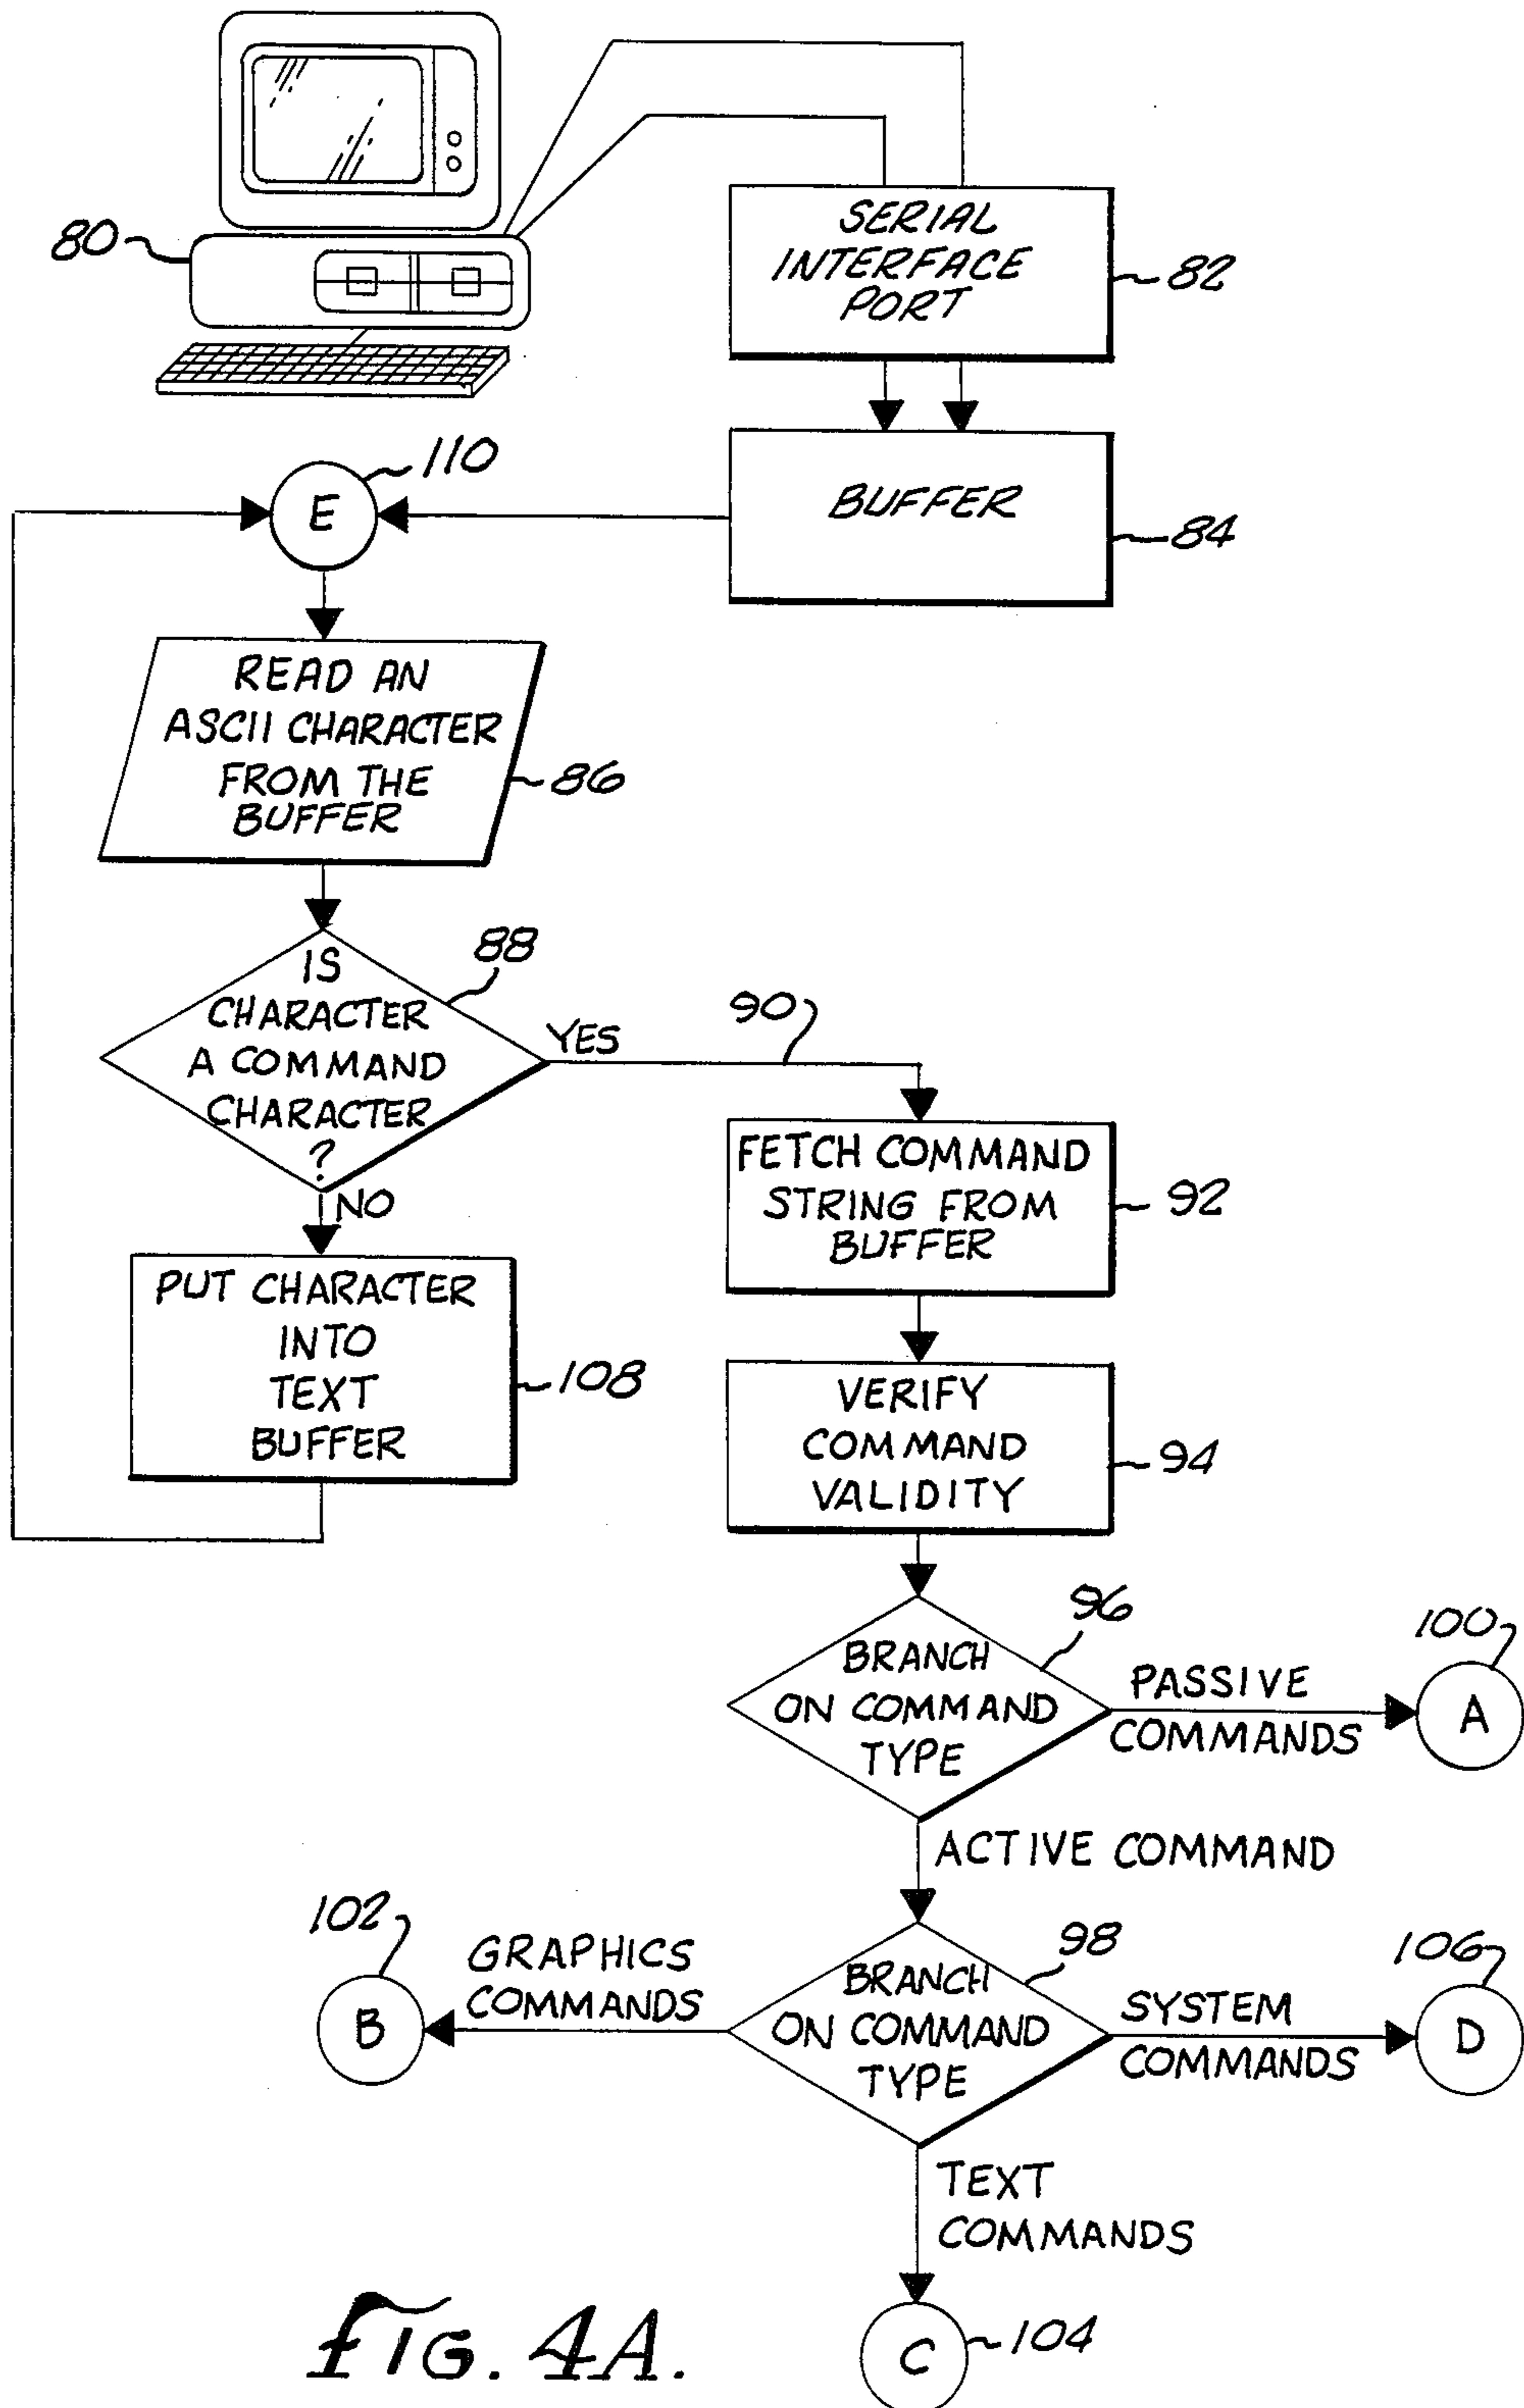 80
SERIAL
INTERFACE
PORT
82
110
E
BUFFER
84
READ AN
ASCII CHARACTER
FROM THE
BUFFER
86
IS
CHARACTER
A COMMAND
CHARACTER
?
88
YES
90
NO
FETCH COMMAND
STRING FROM
BUFFER
92
PUT CHARACTER
INTO
TEXT
BUFFER
108
VERIFY
COMMAND
VALIDITY
94
BRANCH
ON COMMAND
TYPE
96
PASSIVE
COMMANDS
100
A
ACTIVE COMMAND
102
B
GRAPHICS
COMMANDS
BRANCH
ON COMMAND
TYPE
98
SYSTEM
COMMANDS
106
D
TEXT
COMMANDS
C
104
FIG. 4A.